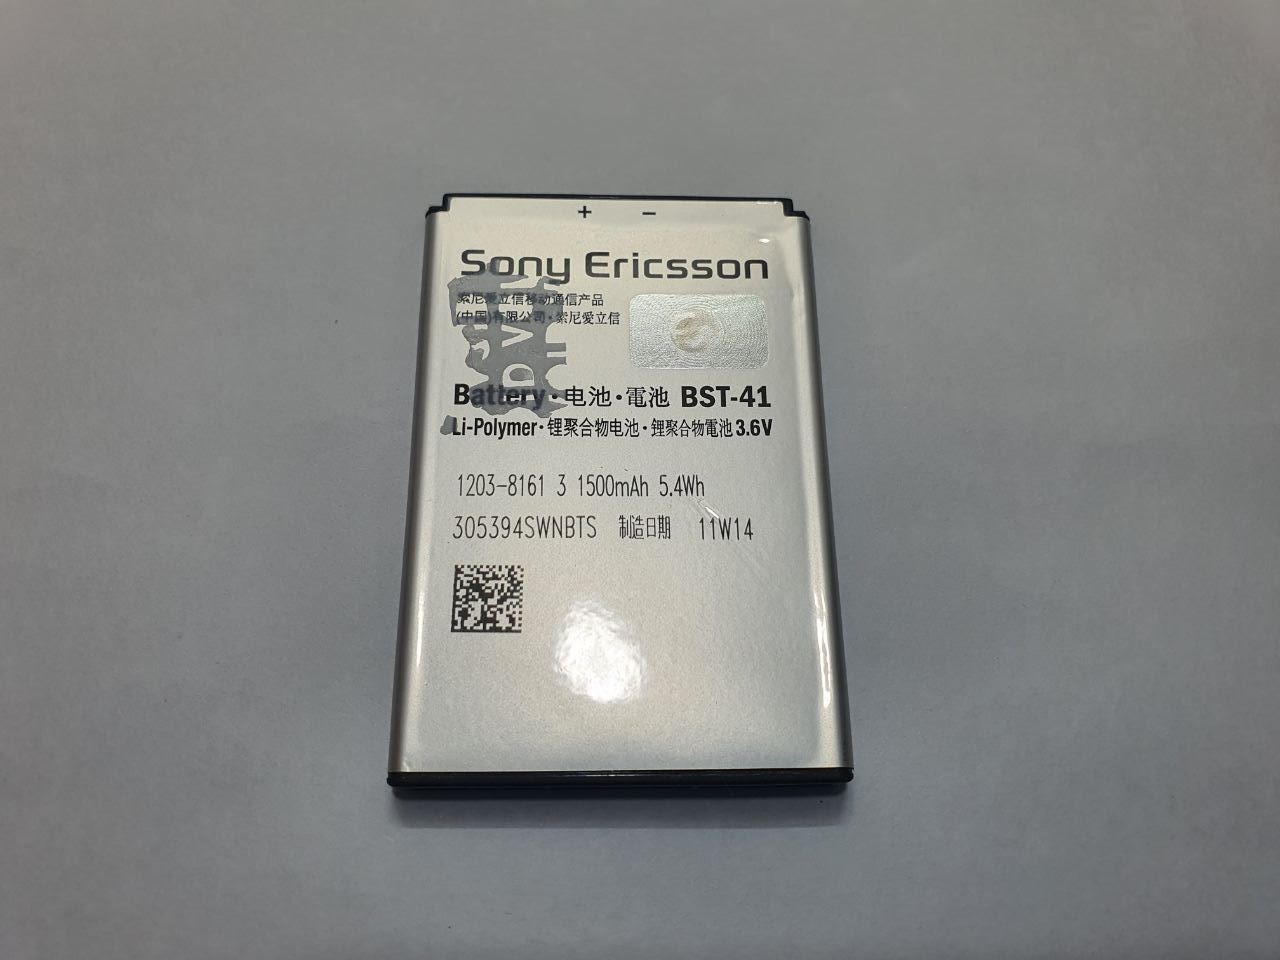 + −
Sony Ericsson
索尼爱立信移动通信产品
(中国)有限公司·索尼愛立信
Battery·电池·電池 BST-41
Li-Polymer·锂聚合物电池·鋰聚合物電池 3.6V
1203-8161 3 1500mAh 5.4Wh
305394SWNBTS 制造日期 11W14